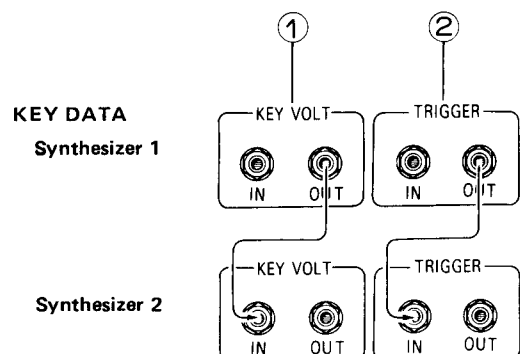 ① ②
KEY DATA
KEY VOLT TRIGGER
Synthesizer 1
IN OUT IN OUT
KEY VOLT TRIGGER
Synthesizer 2
IN OUT IN OUT